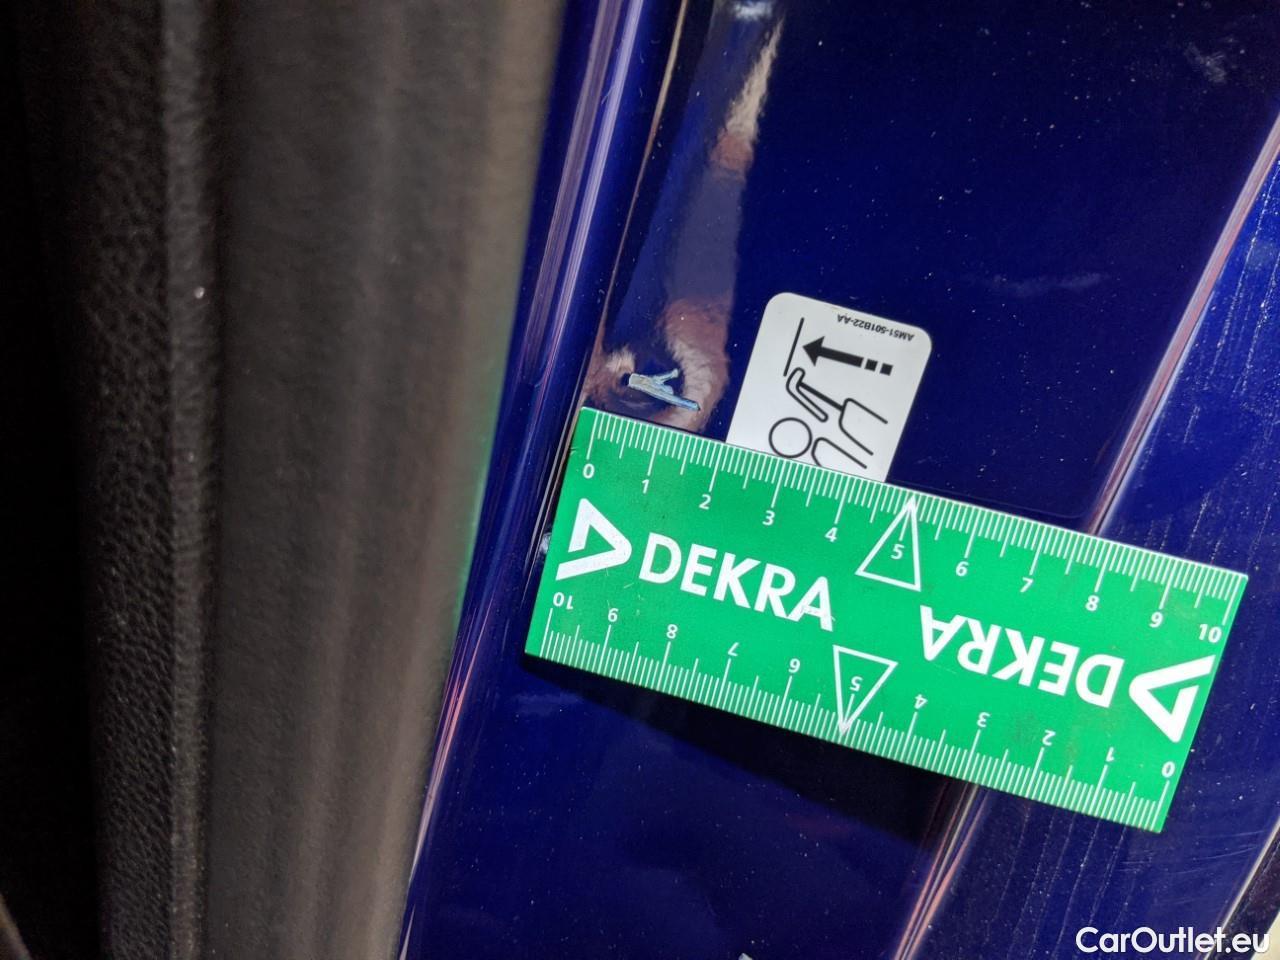 AM51-501B22-AA
0 1 2 3 4 5 6 7 8 9 10
DEKRA
DEKRA
10 9 8 7 6 5 4 3 2 1 0
CarOutlet.eu